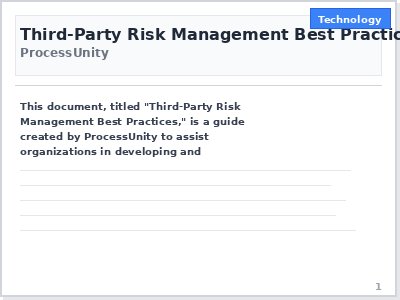 Technology
Third-Party Risk Management Best Practic
ProcessUnity
This document, titled "Third-Party Risk
Management Best Practices," is a guide
created by ProcessUnity to assist
organizations in developing and
1